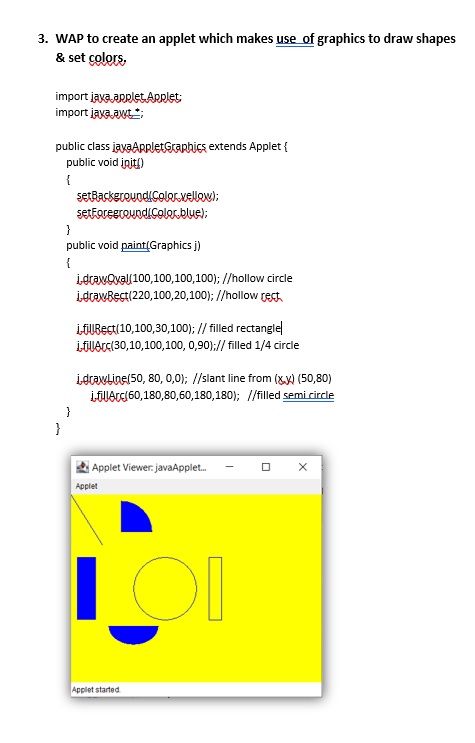 3. WAP to create an applet which makes use of graphics to draw shapes
& set colors.
import java.applet.Applet;
import java.awt.*;
public class javaAppletGraphics extends Applet {
public void init()
{
setBackground(Color.yellow);
setForeground(Color.blue);
}
public void paint(Graphics j)
{
j.drawOval(100,100,100,100); //hollow circle
j.drawRect(220,100,20,100); //hollow rect
j.fillRect(10,100,30,100); // filled rectangle
j.fillArc(30,10,100,100, 0,90);// filled 1/4 circle
j.drawLine(50, 80, 0,0); //slant line from (x,y) (50,80)
j.fillArc(60,180,80,60,180,180); //filled semi circle
}
}
Applet Viewer: javaApplet...
Applet
Applet started.